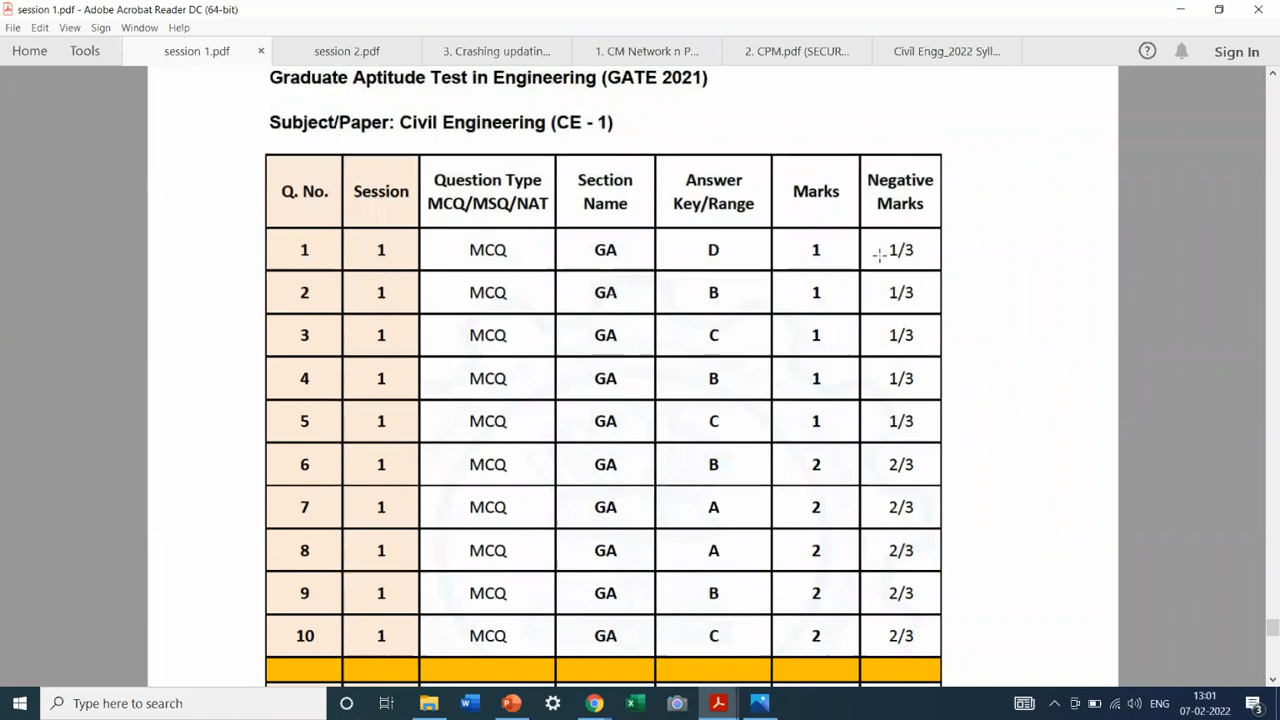 session 1.pdf - Adobe Acrobat Reader DC (64-bit)
File Edit View Sign Window Help
Home Tools session 1.pdf × session 2.pdf 3. Crashing updatin... 1. CM Network n P... 2. CPM.pdf (SECUR... Civil Engg_2022 Syll... Sign In
Graduate Aptitude Test in Engineering (GATE 2021)
Subject/Paper: Civil Engineering (CE - 1)
Q. No. Session Question Type MCQ/MSQ/NAT Section Name Answer Key/Range Marks Negative Marks
1 1 MCQ GA D 1 1/3
2 1 MCQ GA B 1 1/3
3 1 MCQ GA C 1 1/3
4 1 MCQ GA B 1 1/3
5 1 MCQ GA C 1 1/3
6 1 MCQ GA B 2 2/3
7 1 MCQ GA A 2 2/3
8 1 MCQ GA A 2 2/3
9 1 MCQ GA B 2 2/3
10 1 MCQ GA C 2 2/3
Type here to search ENG 13:01
07-02-2022 3